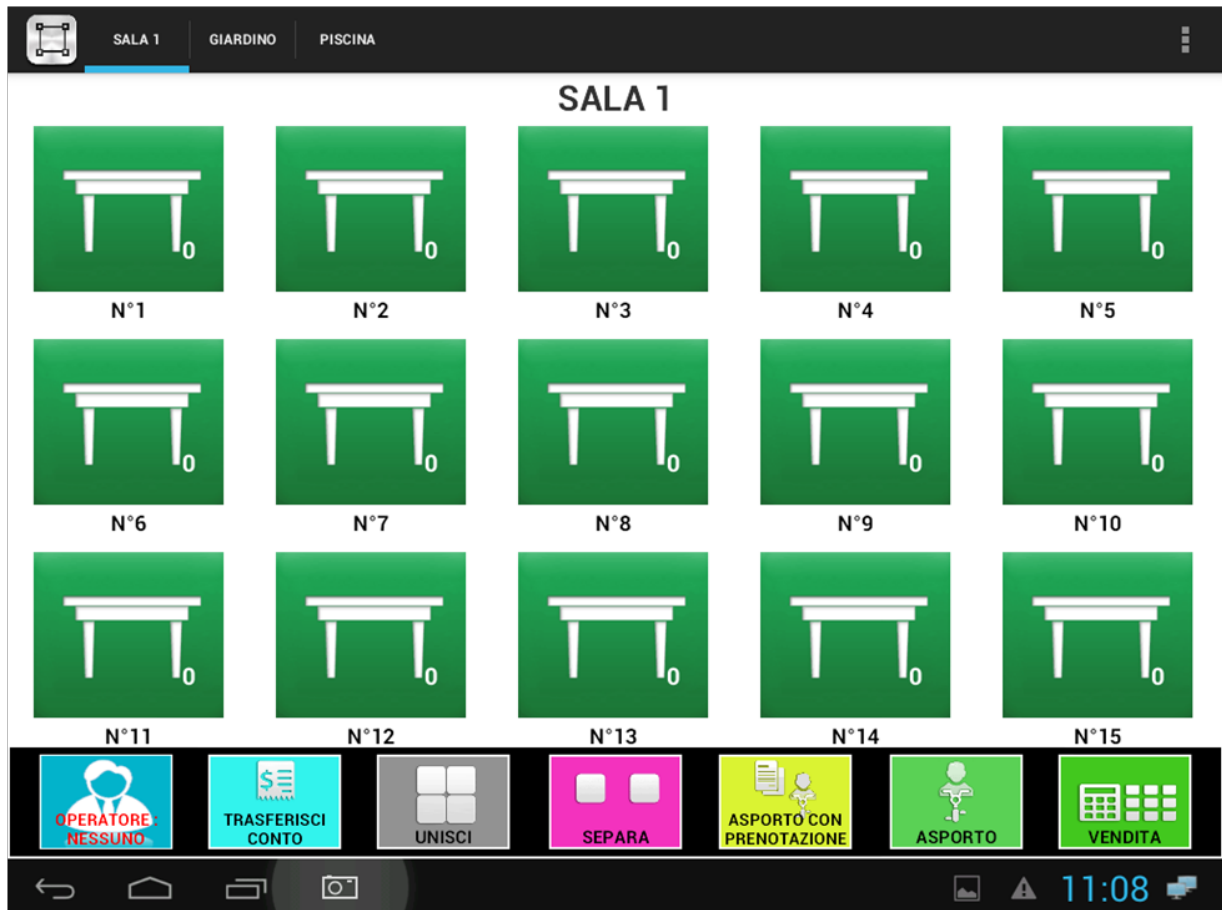 SALA 1 GIARDINO PISCINA
SALA 1
0 0 0 0 0
N°1 N°2 N°3 N°4 N°5
0 0 0 0 0
N°6 N°7 N°8 N°9 N°10
0 0 0 0 0
N°11 N°12 N°13 N°14 N°15
OPERATORE :
NESSUNO
TRASFERISCI
CONTO
UNISCI
SEPARA
ASPORTO CON
PRENOTAZIONE
ASPORTO
VENDITA
11:08